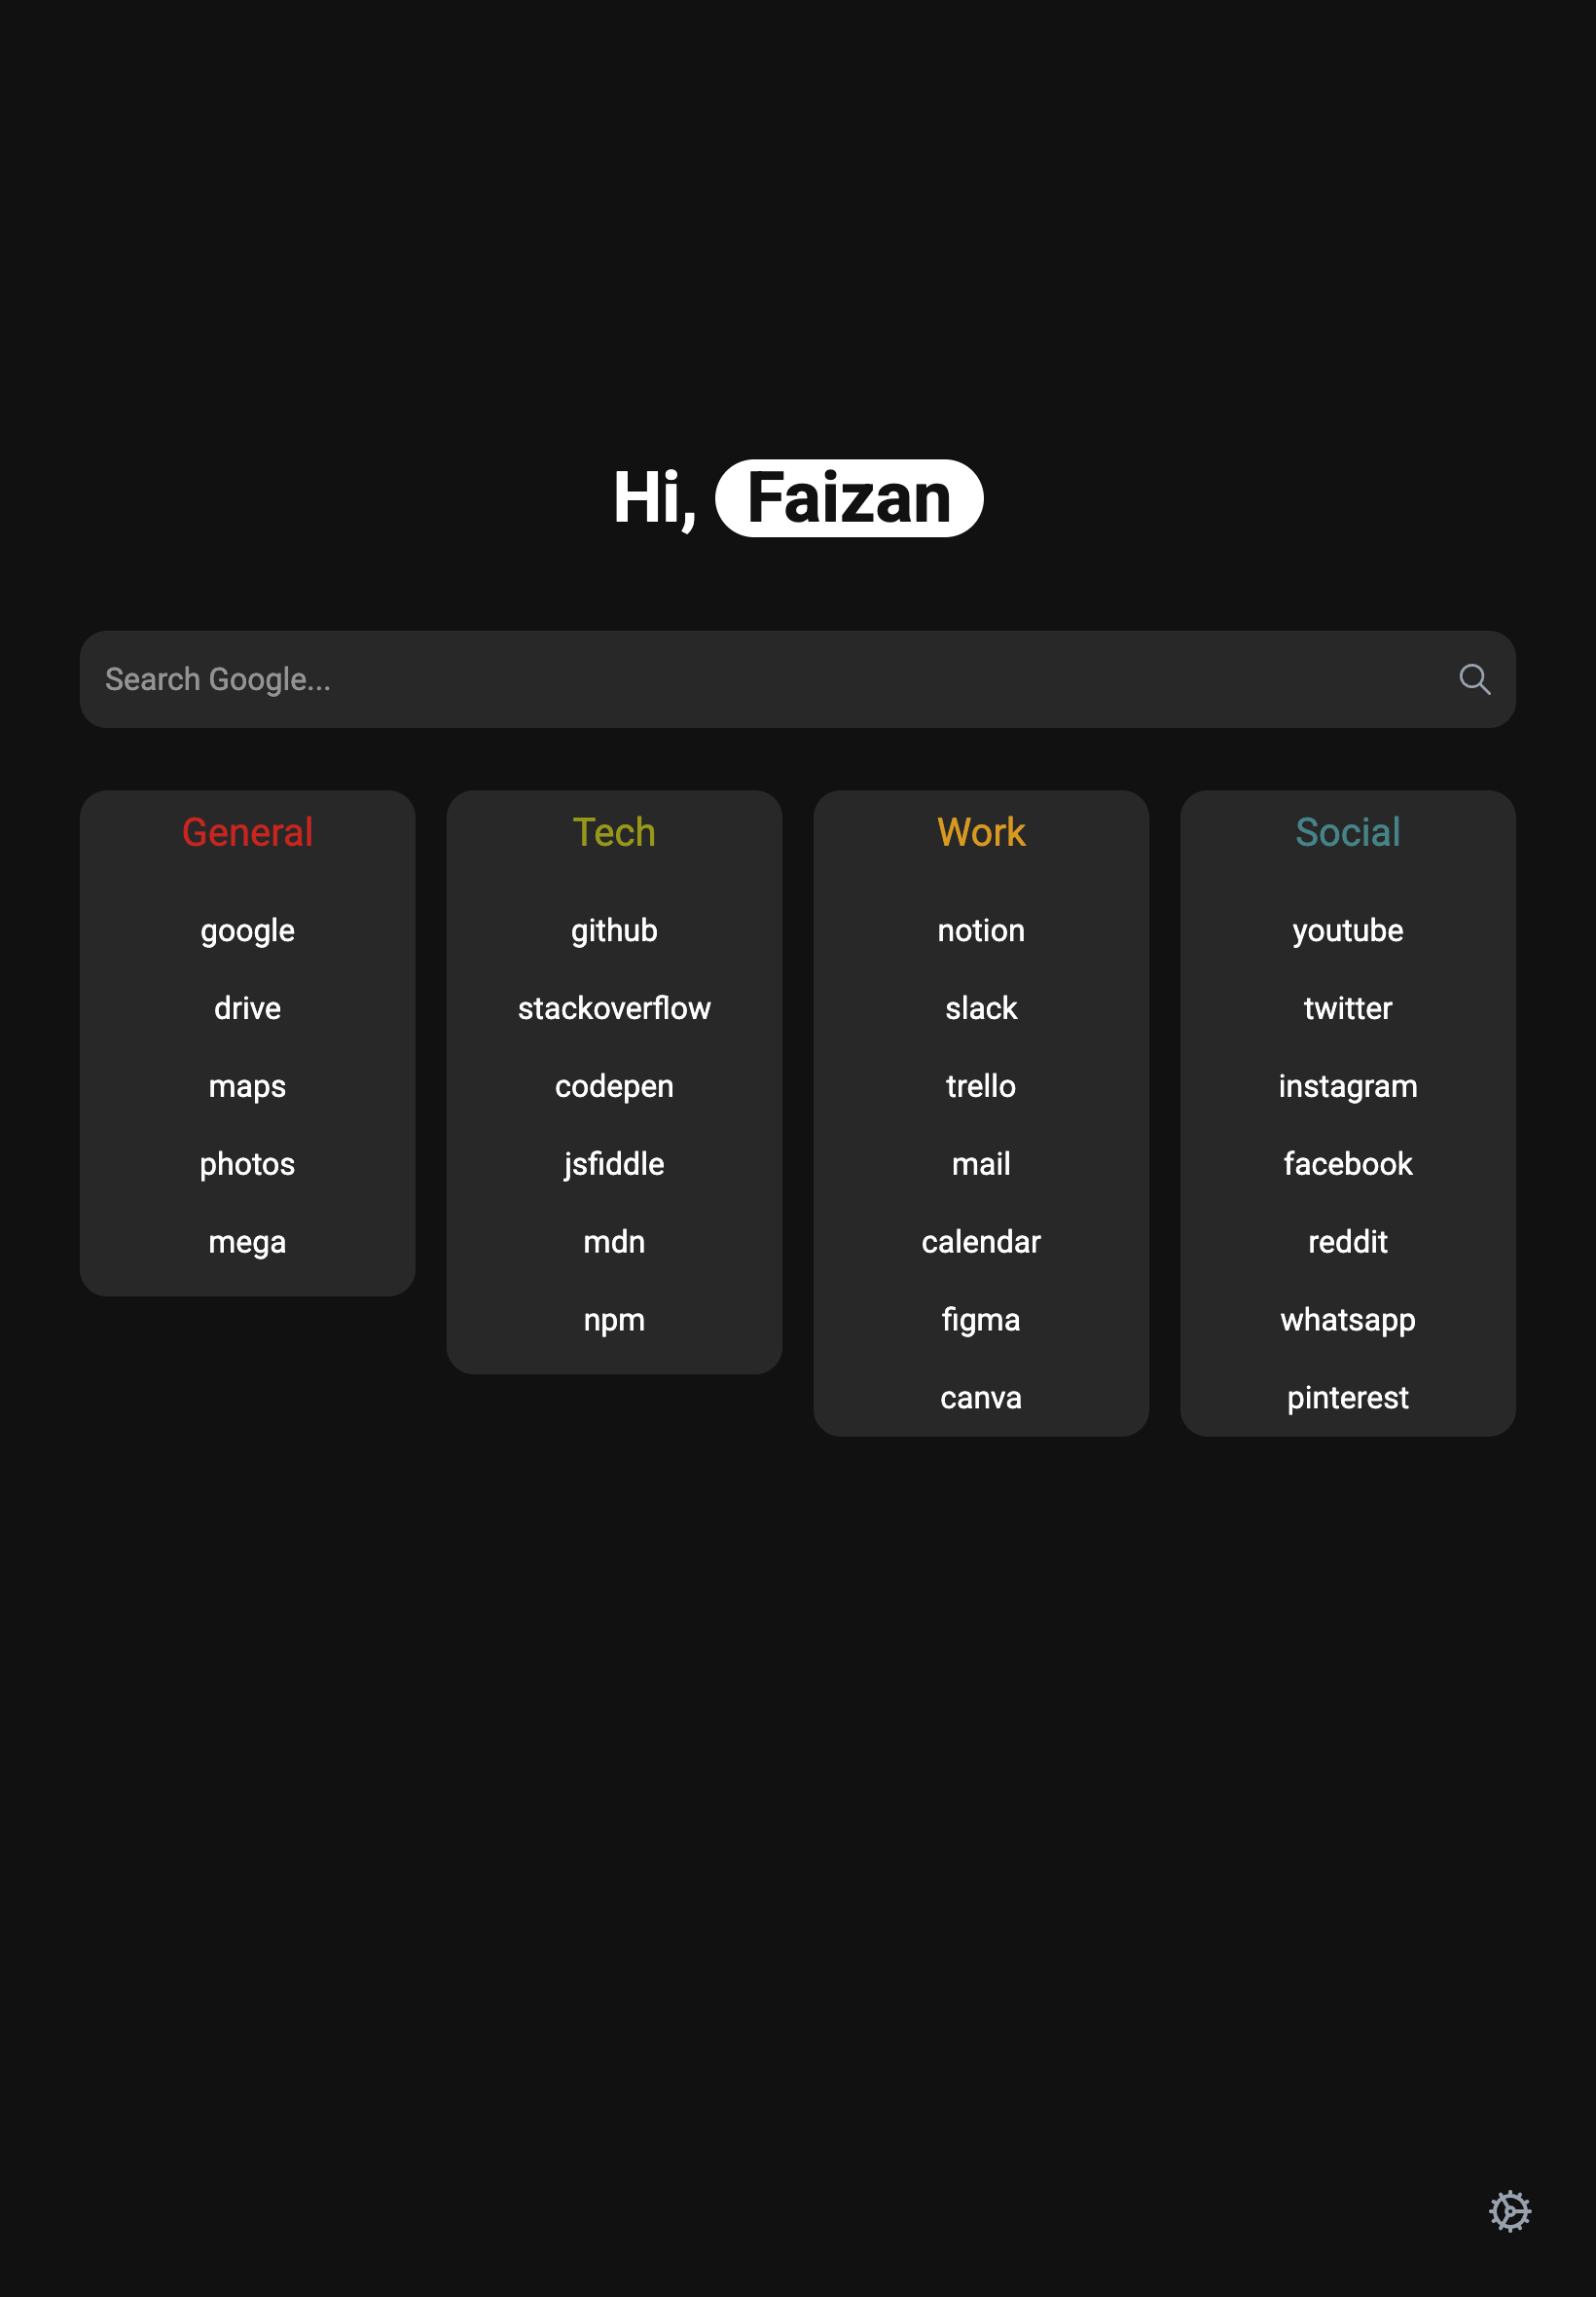 Hi, Faizan
Search Google...
General
google
drive
maps
photos
mega
Tech
github
stackoverflow
codepen
jsfiddle
mdn
npm
Work
notion
slack
trello
mail
calendar
figma
canva
Social
youtube
twitter
instagram
facebook
reddit
whatsapp
pinterest